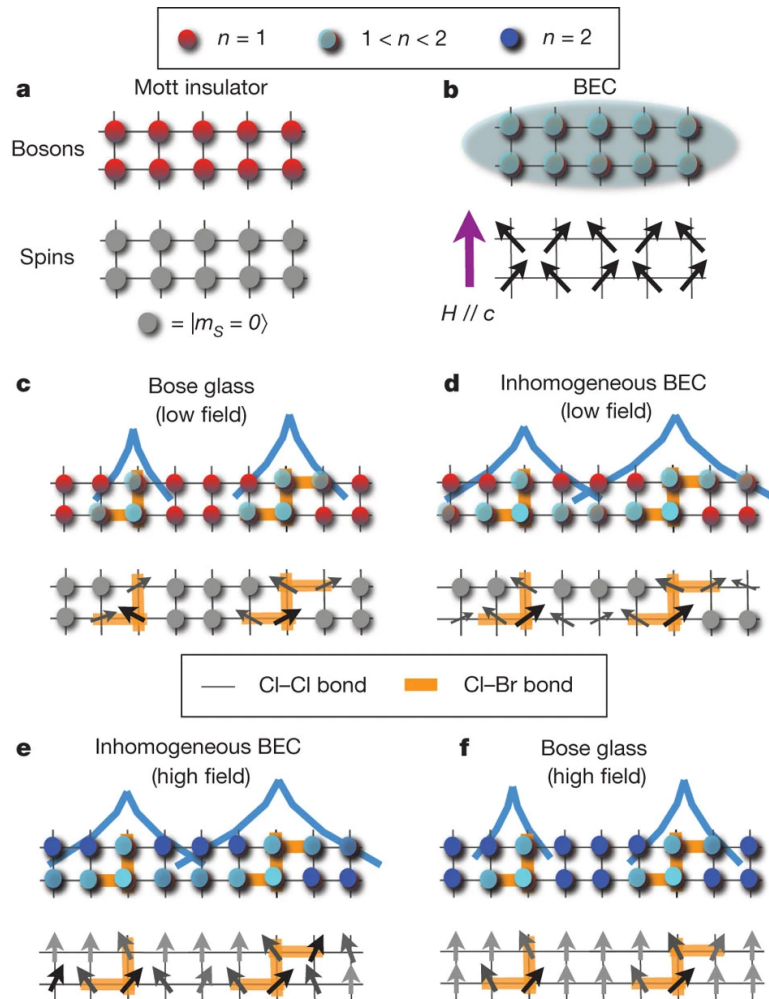 n = 1
1 < n < 2
n = 2
a
Mott insulator
Bosons
Spins
= |mS = 0⟩
b
BEC
H // c
c
Bose glass
(low field)
d
Inhomogeneous BEC
(low field)
Cl–Cl bond
Cl–Br bond
e
Inhomogeneous BEC
(high field)
f
Bose glass
(high field)